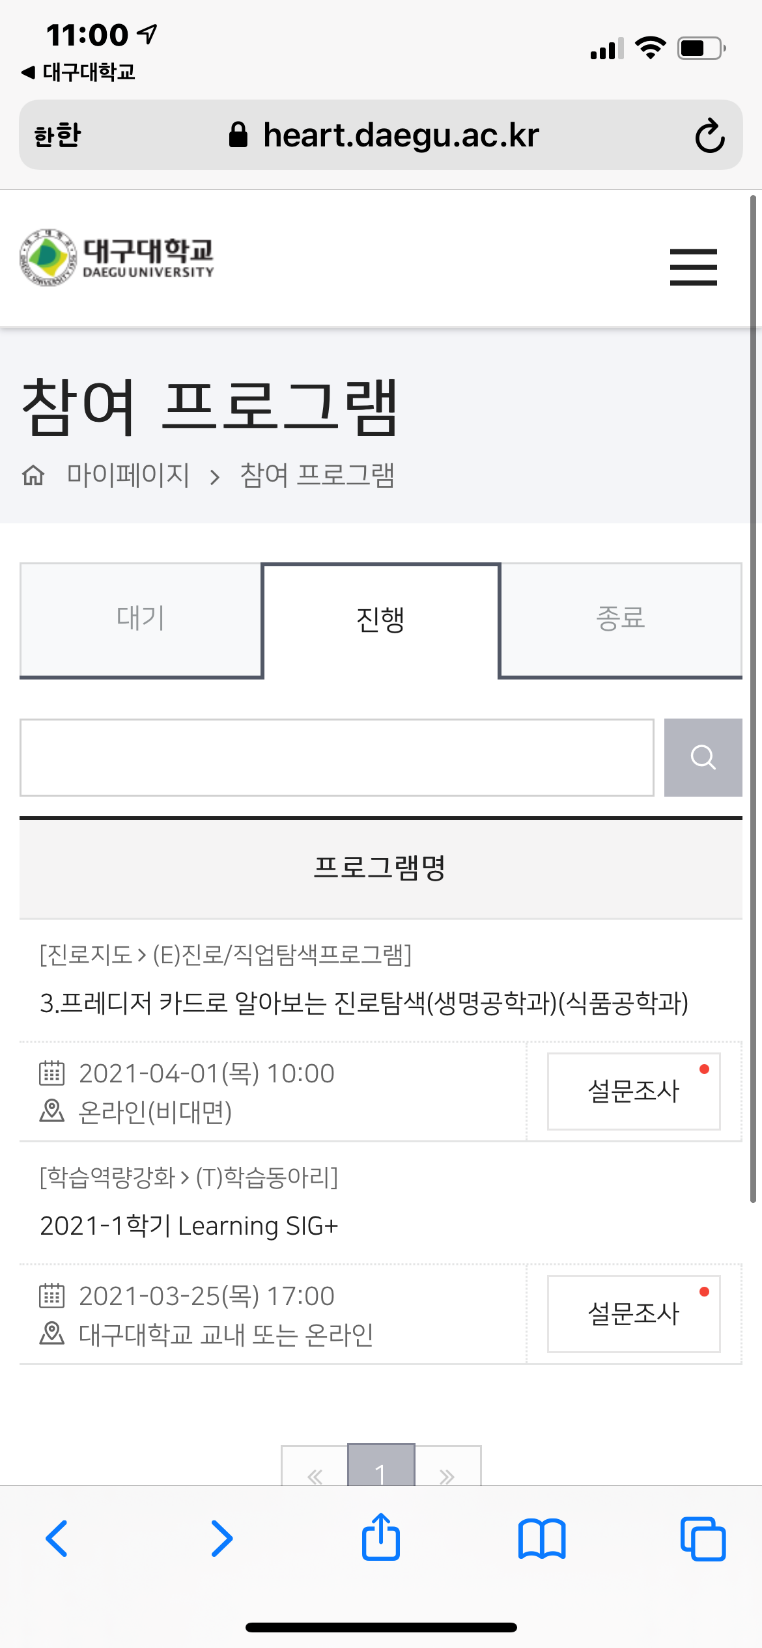 11:00
대구대학교
한한
heart.daegu.ac.kr
대구대학교
DAEGU UNIVERSITY
참여 프로그램
마이페이지 > 참여 프로그램
대기
진행
종료
프로그램명
[진로지도 > (E)진로/직업탐색프로그램]
3.프레디저 카드로 알아보는 진로탐색(생명공학과)(식품공학과)
2021-04-01(목) 10:00
온라인(비대면)
설문조사
[학습역량강화 > (T)학습동아리]
2021-1학기 Learning SIG+
2021-03-25(목) 17:00
대구대학교 교내 또는 온라인
설문조사
« 1 »